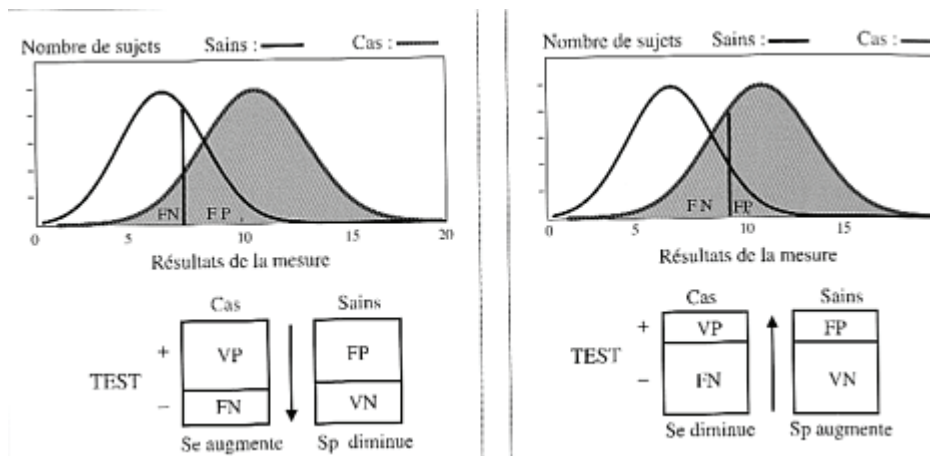 Nombre de sujets Sains : Cas :
FN FP
0 5 10 15 20
Résultats de la mesure
Cas Sains
+ VP FP
TEST
− FN VN
Se augmente Sp diminue
Nombre de sujets Sains : Cas :
FN FP
0 5 10 15
Résultats de la mesure
Cas Sains
+ VP FP
TEST
− FN VN
Se diminue Sp augmente